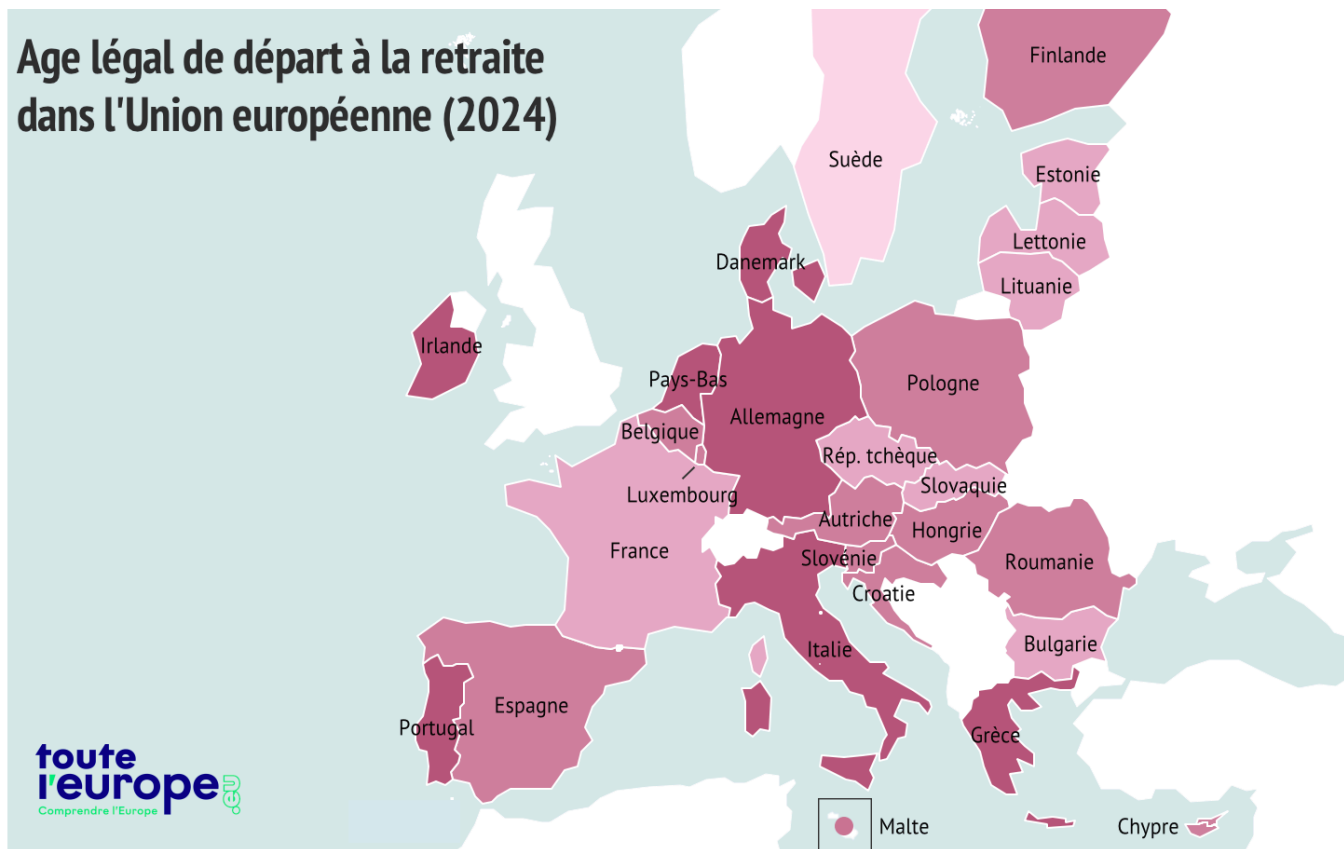 Age légal de départ à la retraite
dans l'Union européenne (2024)
Finlande
Suède
Estonie
Lettonie
Lituanie
Danemark
Irlande
Pays-Bas
Allemagne
Pologne
Belgique
Rép. tchèque
Slovaquie
Luxembourg
Autriche
Hongrie
France
Slovénie
Roumanie
Croatie
Italie
Bulgarie
Espagne
Portugal
Grèce
toute
l'europe.eu
Comprendre l'Europe
Malte
Chypre